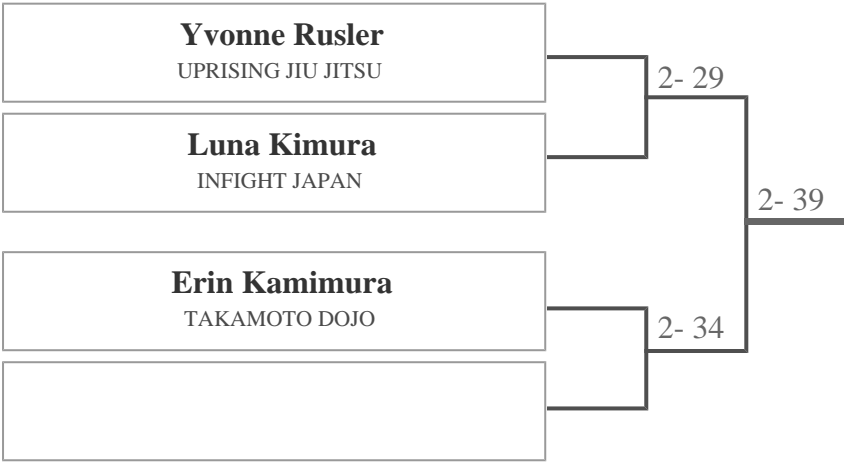 Yvonne Rusler
UPRISING JIU JITSU
2- 29
Luna Kimura
INFIGHT JAPAN
2- 39
Erin Kamimura
TAKAMOTO DOJO
2- 34